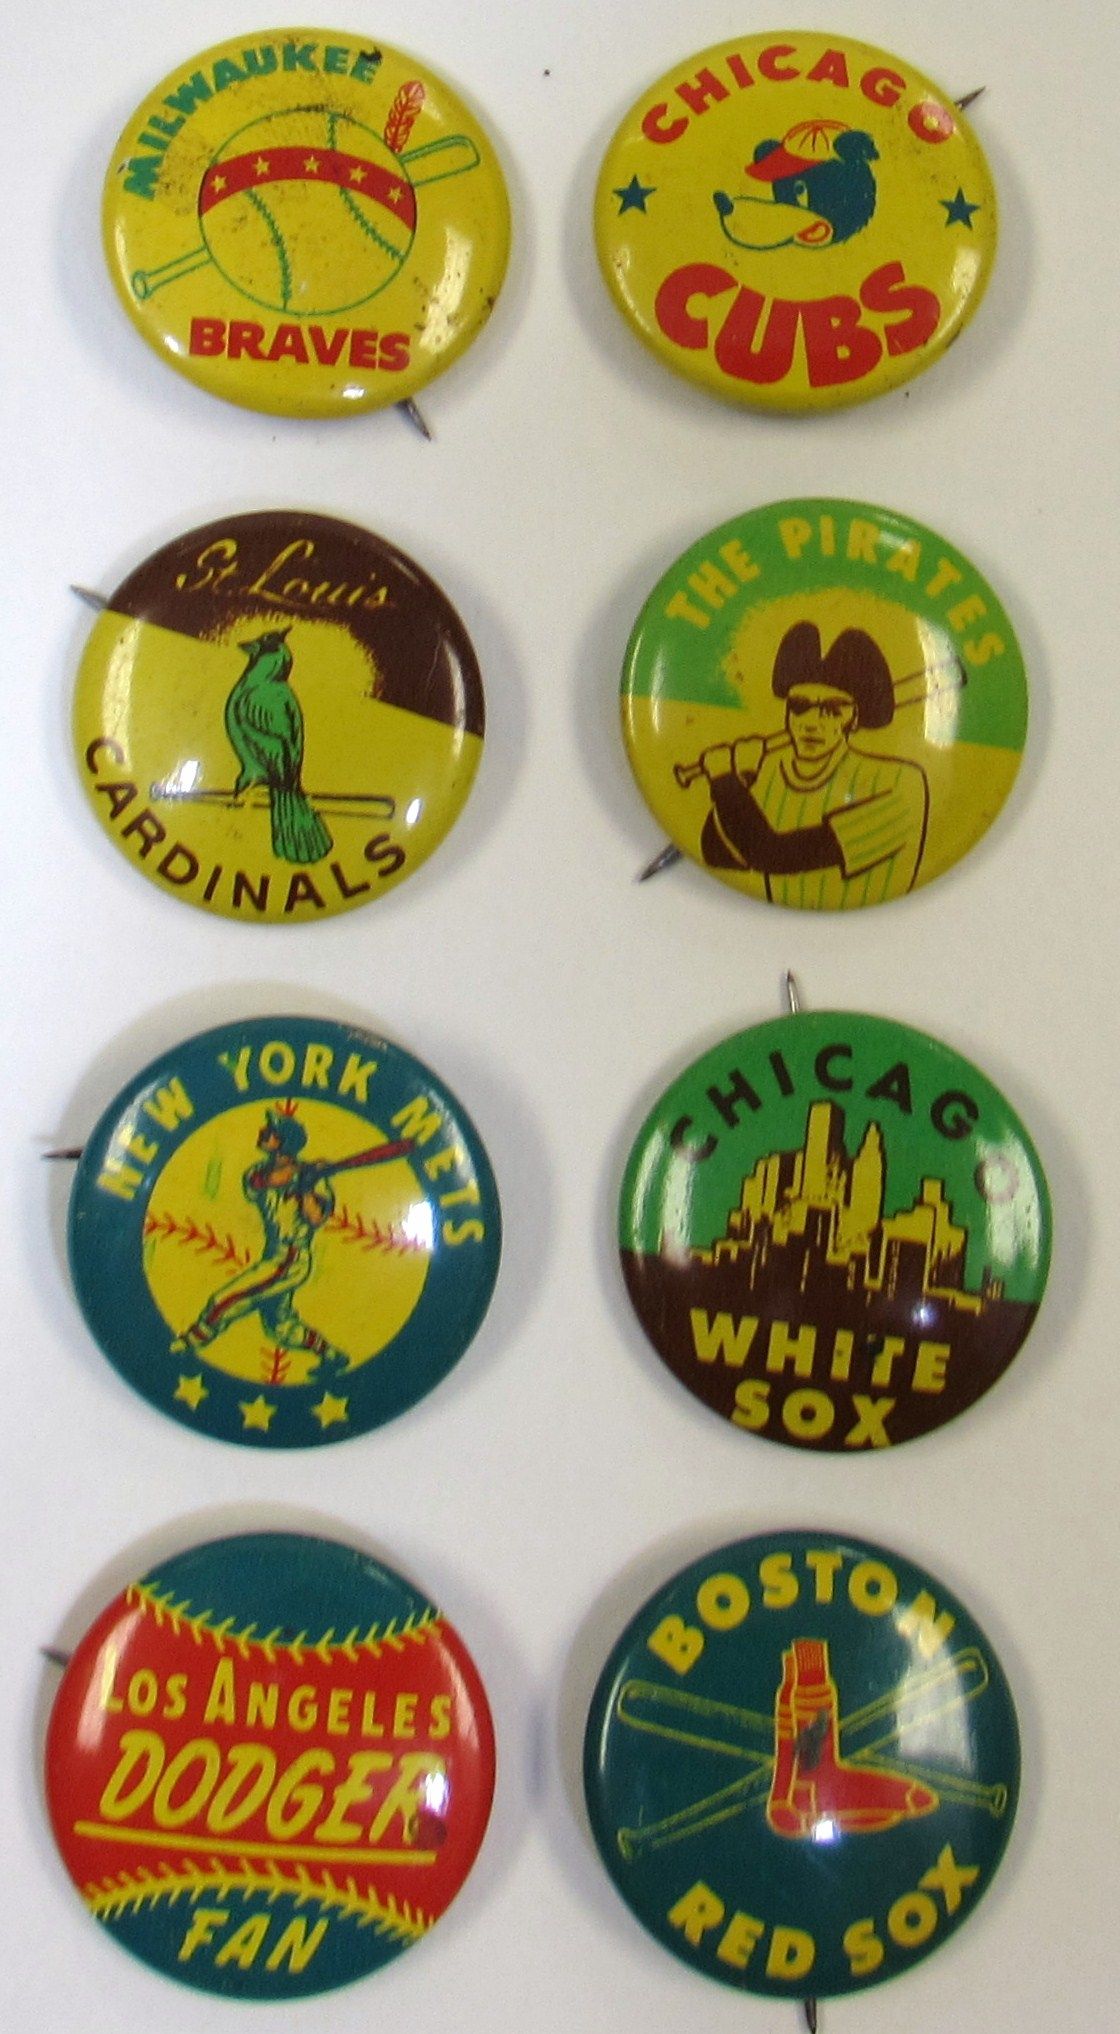 MILWAUKEE
BRAVES
CHICAGO
CUBS
St. Louis
CARDINALS
THE PIRATES
NEW YORK METS
CHICAGO
WHITE
SOX
LOS ANGELES
DODGER
FAN
BOSTON
RED SOX